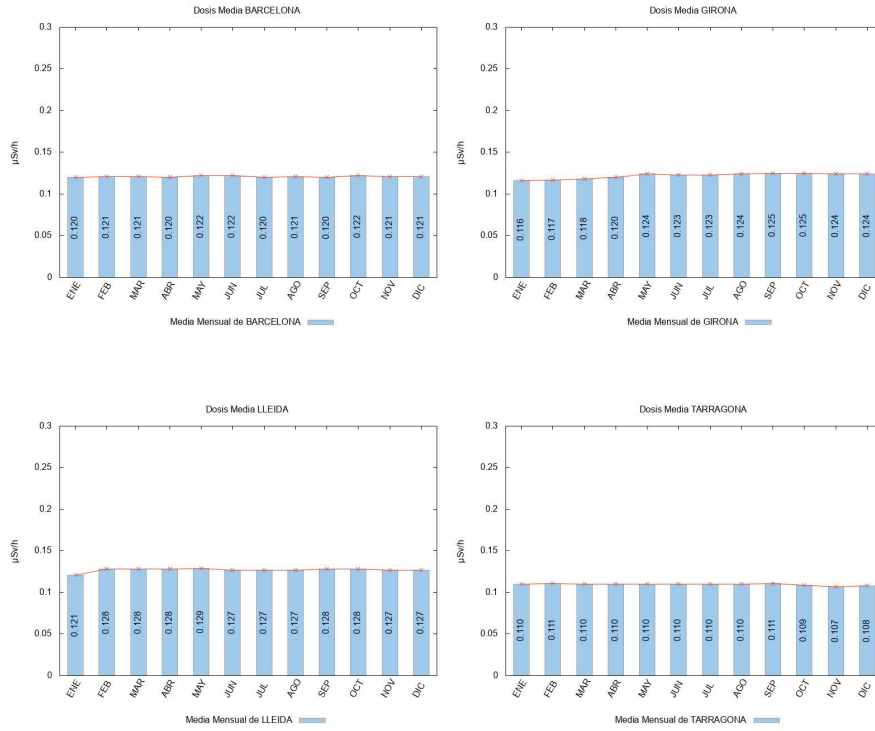 Dosis Media BARCELONA
0.3
0.25
0.2
0.15
0.1
0.05
0
µSv/h
0.120 0.121 0.121 0.120 0.122 0.122 0.120 0.121 0.120 0.122 0.121 0.121
ENE FEB MAR ABR MAY JUN JUL AGO SEP OCT NOV DIC
Media Mensual de BARCELONA
Dosis Media GIRONA
0.3
0.25
0.2
0.15
0.1
0.05
0
µSv/h
0.116 0.117 0.118 0.120 0.124 0.123 0.123 0.124 0.125 0.125 0.124 0.124
ENE FEB MAR ABR MAY JUN JUL AGO SEP OCT NOV DIC
Media Mensual de GIRONA
Dosis Media LLEIDA
0.3
0.25
0.2
0.15
0.1
0.05
0
µSv/h
0.121 0.128 0.128 0.128 0.129 0.127 0.127 0.127 0.128 0.128 0.127 0.127
ENE FEB MAR ABR MAY JUN JUL AGO SEP OCT NOV DIC
Media Mensual de LLEIDA
Dosis Media TARRAGONA
0.3
0.25
0.2
0.15
0.1
0.05
0
µSv/h
0.110 0.111 0.110 0.110 0.110 0.110 0.110 0.110 0.111 0.109 0.107 0.108
ENE FEB MAR ABR MAY JUN JUL AGO SEP OCT NOV DIC
Media Mensual de TARRAGONA